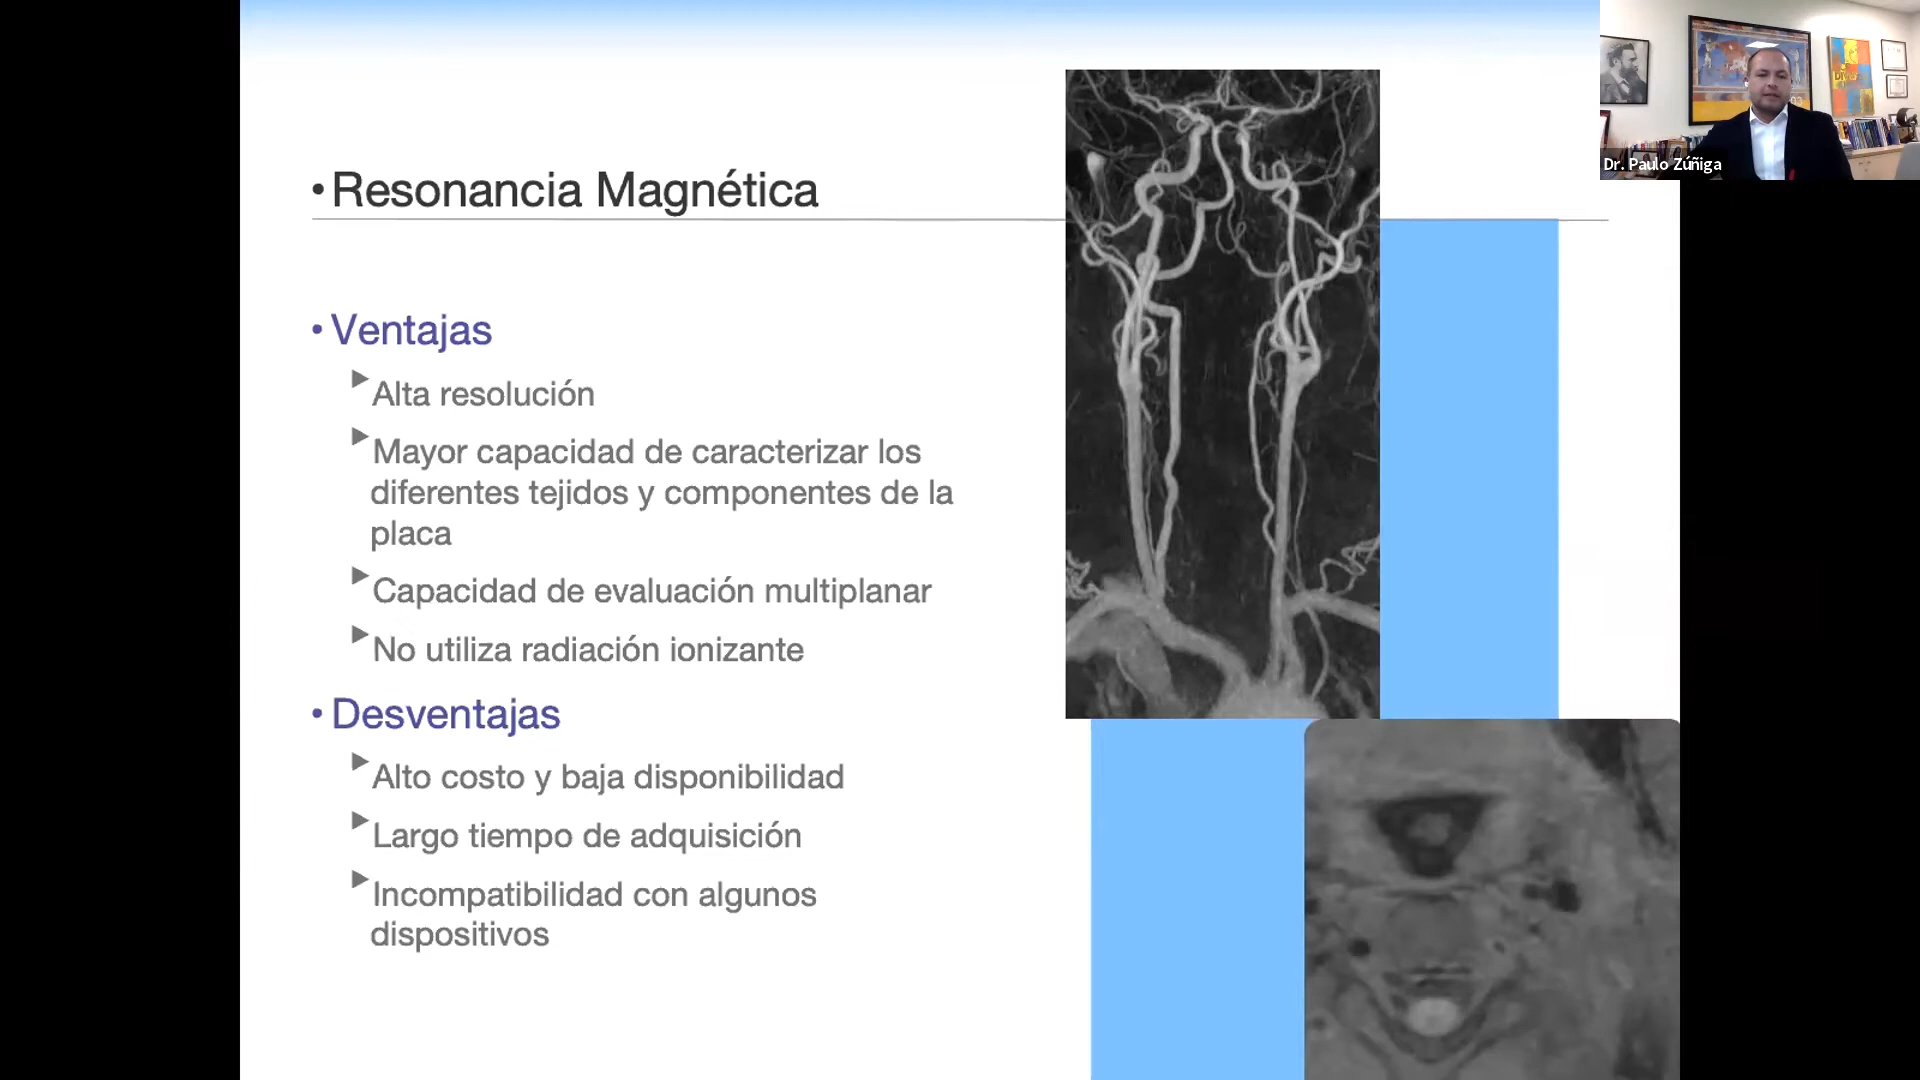 • Resonancia Magnética
• Ventajas
Alta resolución
Mayor capacidad de caracterizar los
diferentes tejidos y componentes de la
placa
Capacidad de evaluación multiplanar
No utiliza radiación ionizante
• Desventajas
Alto costo y baja disponibilidad
Largo tiempo de adquisición
Incompatibilidad con algunos
dispositivos
Dr. Paulo Zúñiga